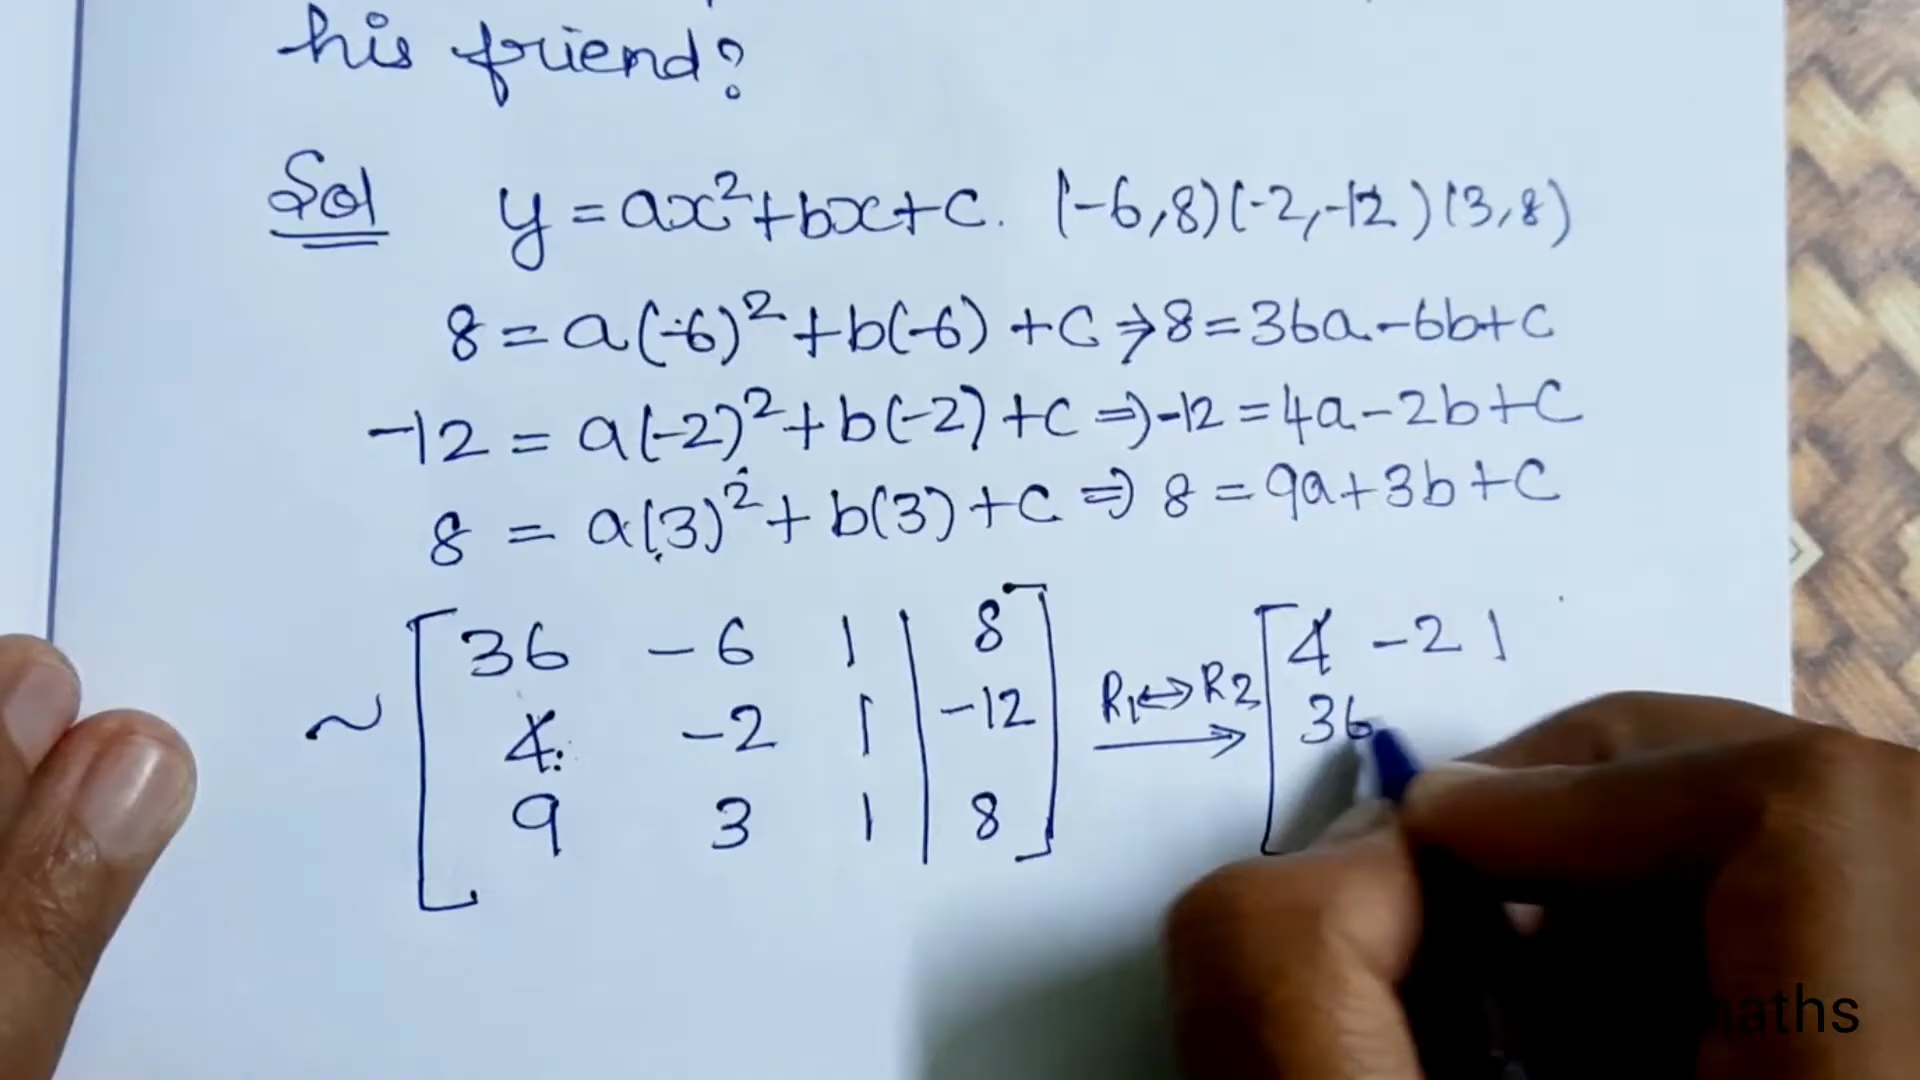 his friend?
Sol y = ax²+bx+c. (-6,8)(-2,-12)(3,8)
8 = a(-6)²+b(-6)+c ⇒ 8 = 36a-6b+c
-12 = a(-2)²+b(-2)+c ⇒ -12 = 4a-2b+c
8 = a(3)²+b(3)+c ⇒ 8 = 9a+3b+c
~ [ 36 -6 1 | 8 ] R1↔R2 → [ 4 -2 1
4 -2 1 | -12 36
9 3 1 | 8
maths